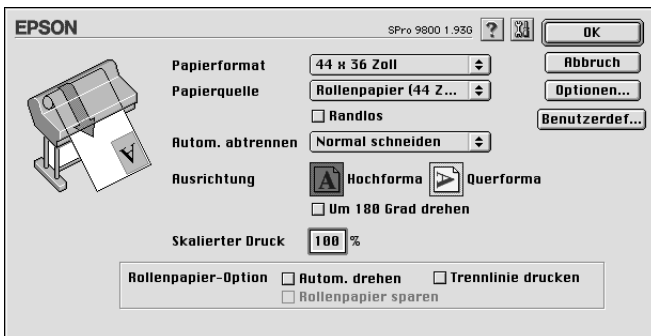 EPSON
SPro 9800 1.93G
?
OK
Papierformat
44 x 36 Zoll
Abbruch
Papierquelle
Rollenpapier (44 Z...
Optionen...
Randlos
Benutzerdef...
Autom. abtrennen
Normal schneiden
Ausrichtung
A
Hochforma
A
Querforma
Um 180 Grad drehen
Skalierter Druck
100 %
Rollenpapier-Option
Autom. drehen
Trennlinie drucken
Rollenpapier sparen
A